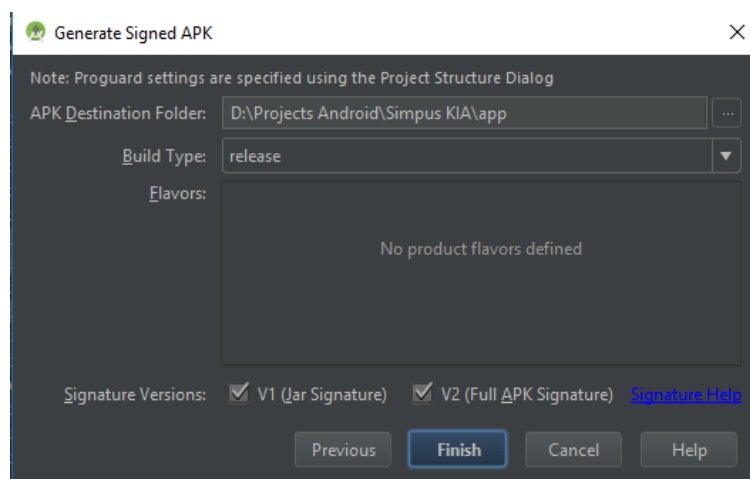 Generate Signed APK
Note: Proguard settings are specified using the Project Structure Dialog
APK Destination Folder: D:\Projects Android\Simpus KIA\app ...
Build Type: release
Flavors:
No product flavors defined
Signature Versions: V1 (Jar Signature) V2 (Full APK Signature) Signature Help
Previous Finish Cancel Help